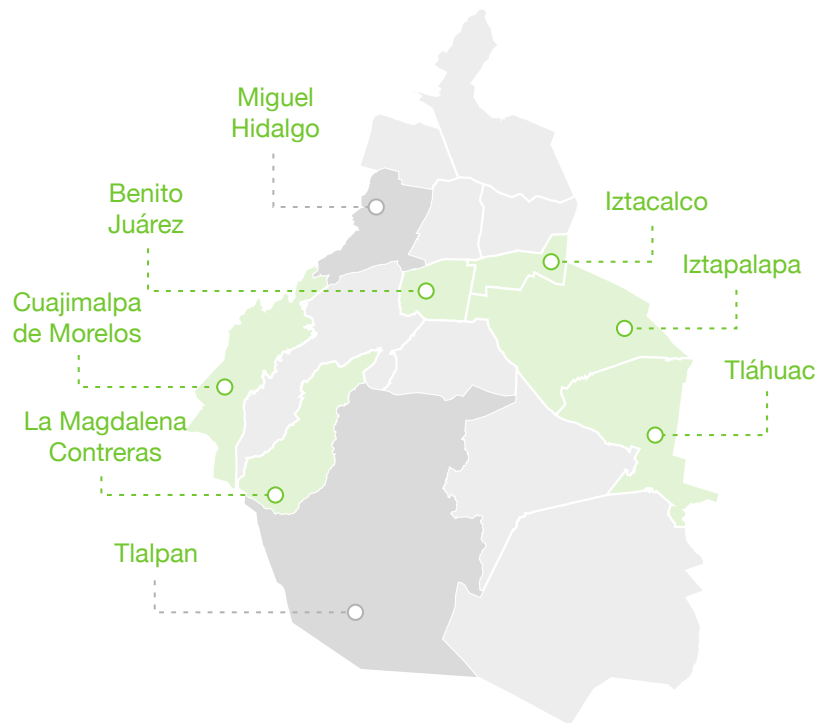 Miguel
Hidalgo
Benito
Juárez
Iztacalco
Iztapalapa
Cuajimalpa
de Morelos
Tláhuac
La Magdalena
Contreras
Tlalpan